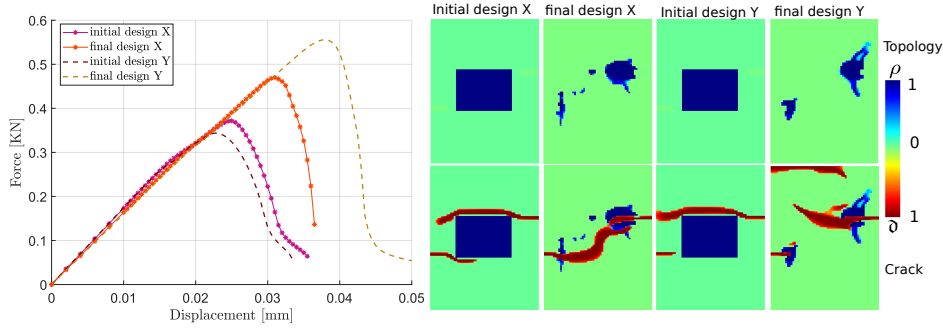 0.6
0.5
0.4
0.3
0.2
0.1
0
0
0.01
0.02
0.03
0.04
0.05
Force [KN]
Displacement [mm]
initial design X
final design X
initial design Y
final design Y
Initial design X
final design X
Initial design Y
final design Y
Topology
ρ
1
0
1
𝔡
Crack